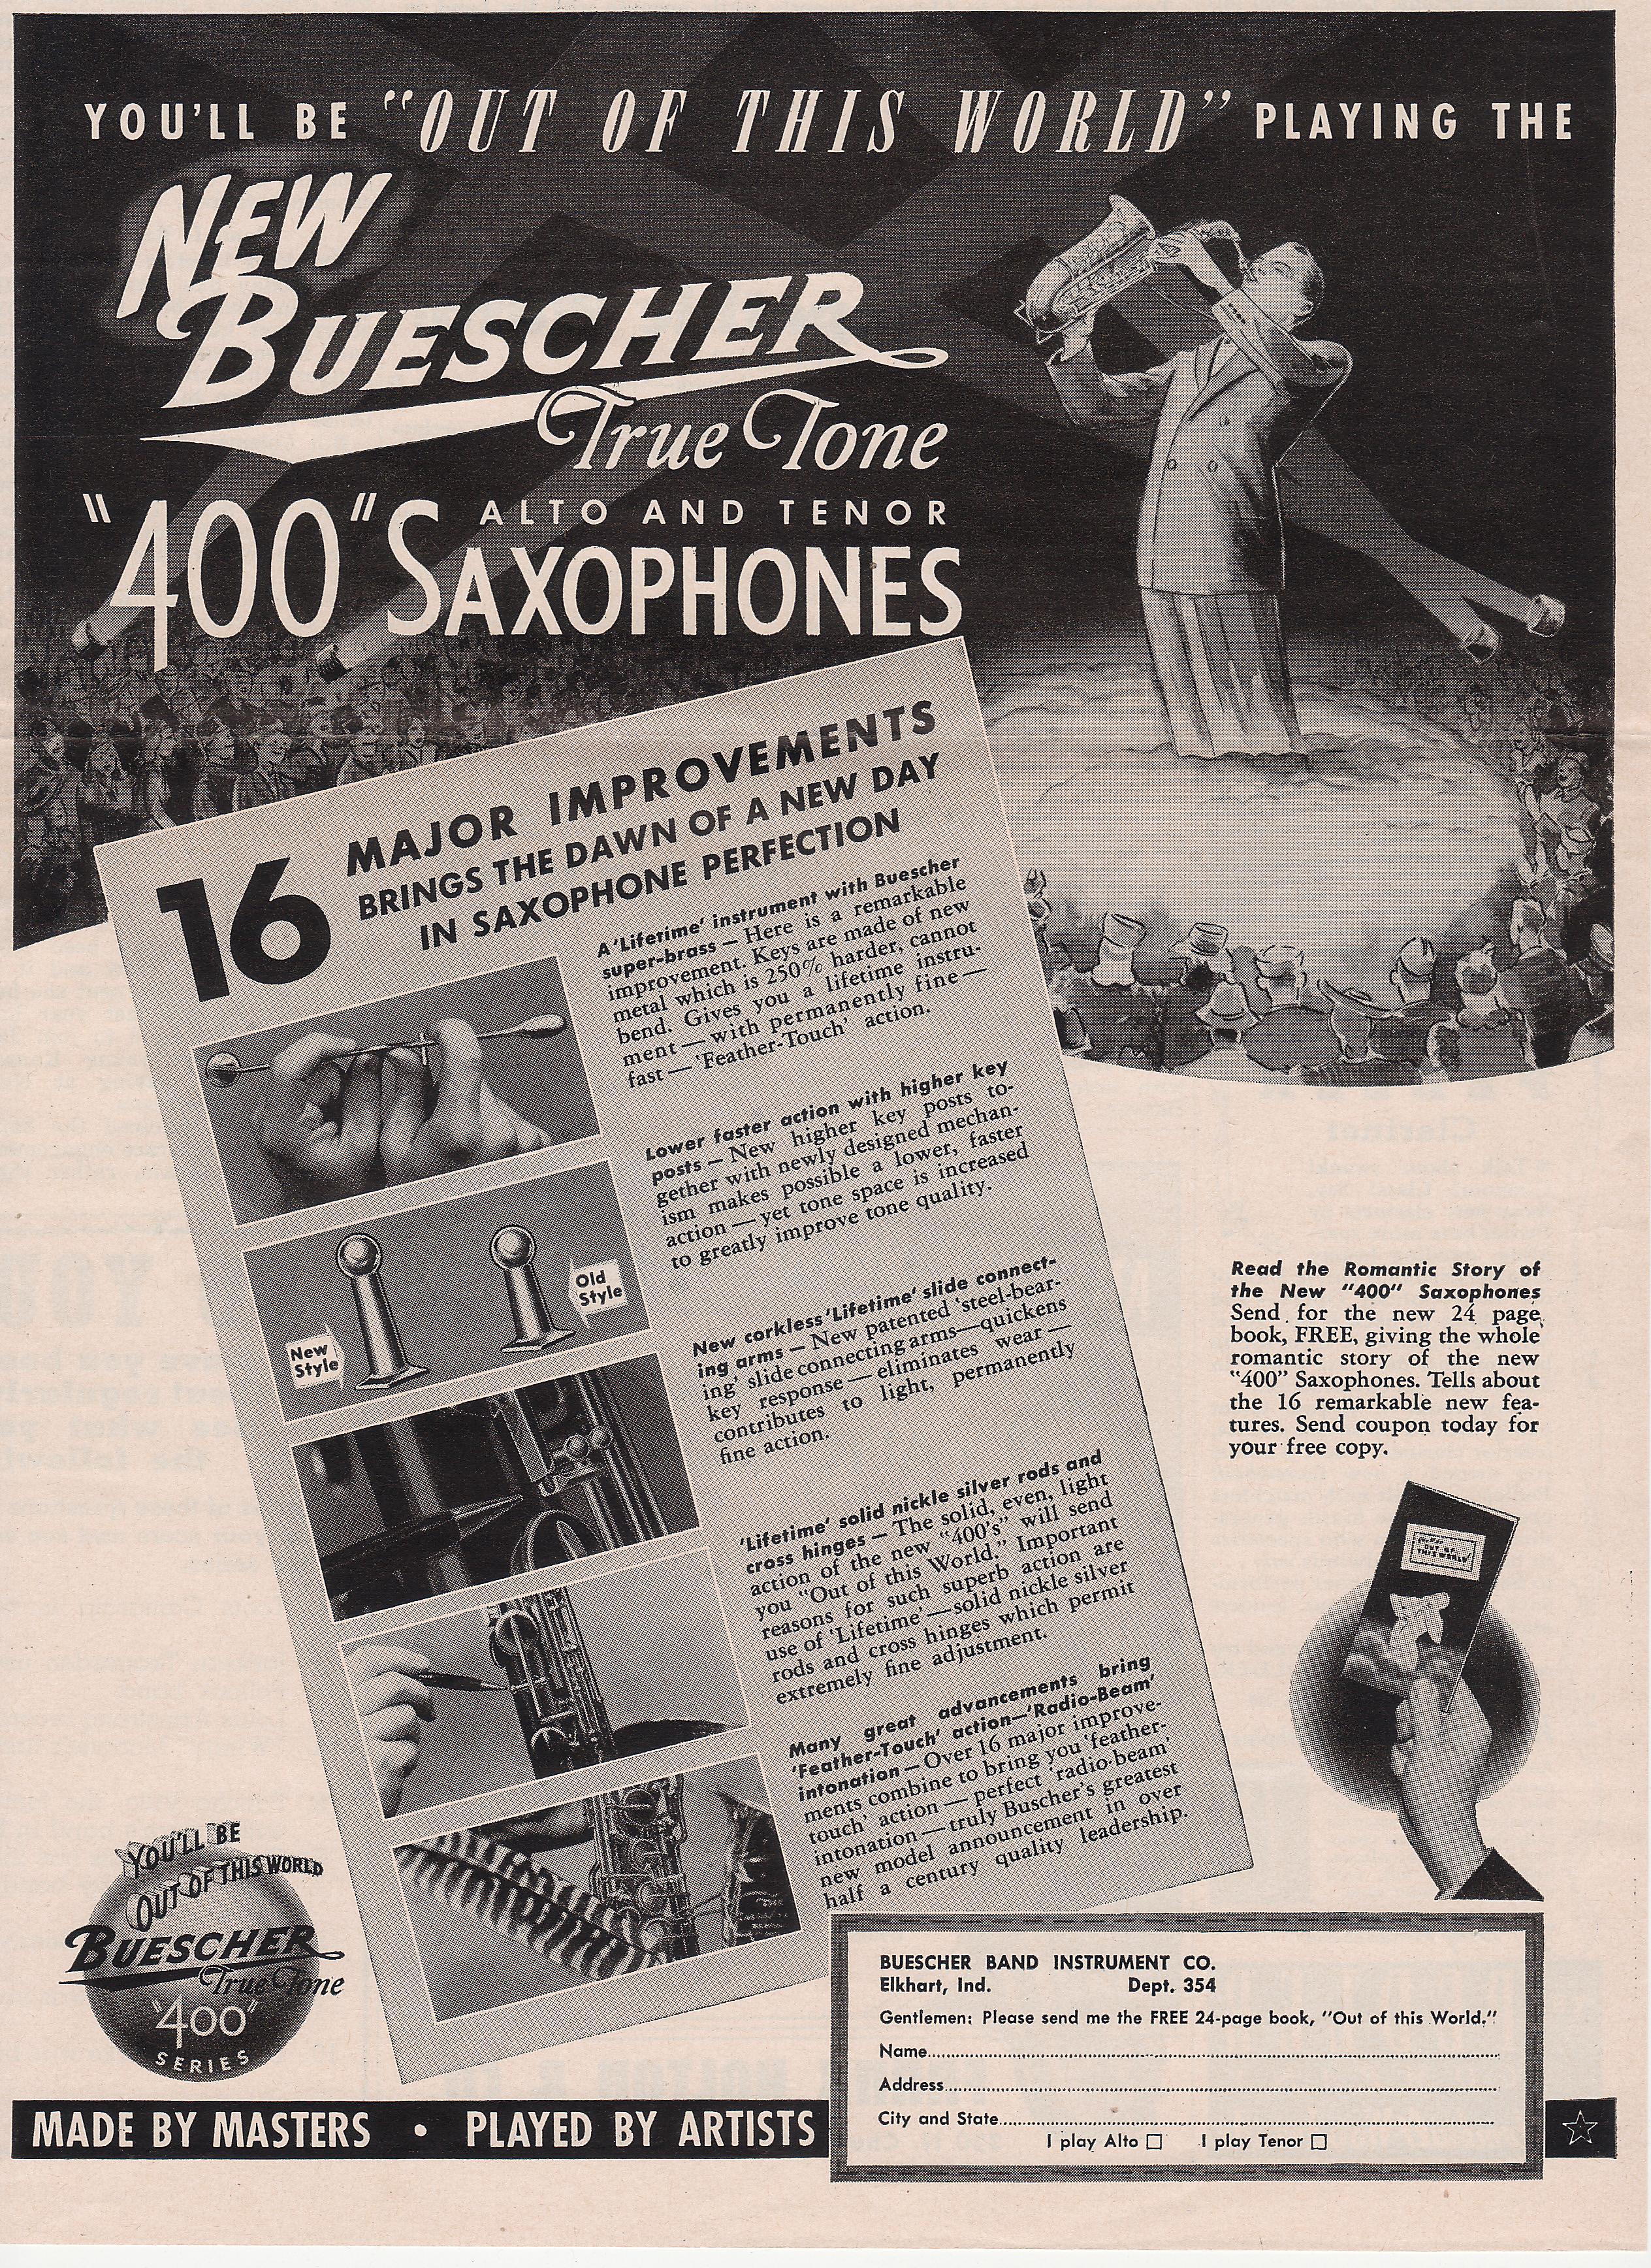 YOU'LL BE "OUT OF THIS WORLD" PLAYING THE
NEW
BUESCHER
True Tone
"400" SAXOPHONES
ALTO AND TENOR
16 MAJOR IMPROVEMENTS
BRINGS THE DAWN OF A NEW DAY
IN SAXOPHONE PERFECTION
A 'Lifetime' instrument with Buescher
super-brass — Here is a remarkable
improvement. Keys are made of new
metal which is 250% harder, cannot
bend. Gives you a lifetime instru-
ment — with permanently fine —
fast — 'Feather-Touch' action.
Lower faster action with higher key
posts — New higher key posts to-
gether with newly designed mechan-
ism makes possible a lower, faster
action — yet tone space is increased
to greatly improve tone quality.
New Style
Old Style
New corkless 'Lifetime' slide connect-
ing arms — New patented 'steel-bear-
ing' slide connecting arms—quickens
key response — eliminates wear —
contributes to light, permanently
fine action.
'Lifetime' solid nickle silver rods and
cross hinges — The solid, even, light
action of the new "400's" will send
you "Out of this World." Important
reasons for such superb action are
use of 'Lifetime'—solid nickle silver
rods and cross hinges which permit
extremely fine adjustment.
Many great advancements bring
'Feather-Touch' action—'Radio-Beam'
intonation — Over 16 major improve-
ments combine to bring you 'feather-
touch' action — perfect 'radio-beam'
intonation — truly Buscher's greatest
new model announcement in over
half a century quality leadership.
Read the Romantic Story of
the New "400" Saxophones
Send for the new 24 page
book, FREE, giving the whole
romantic story of the new
"400" Saxophones. Tells about
the 16 remarkable new fea-
tures. Send coupon today for
your free copy.
OUT OF
THIS WORLD
YOU'LL BE
OUT OF THIS WORLD
BUESCHER
True Tone
"400"
SERIES
BUESCHER BAND INSTRUMENT CO.
Elkhart, Ind. Dept. 354
Gentlemen: Please send me the FREE 24-page book, "Out of this World."
Name
Address
City and State
I play Alto □ I play Tenor □
MADE BY MASTERS • PLAYED BY ARTISTS